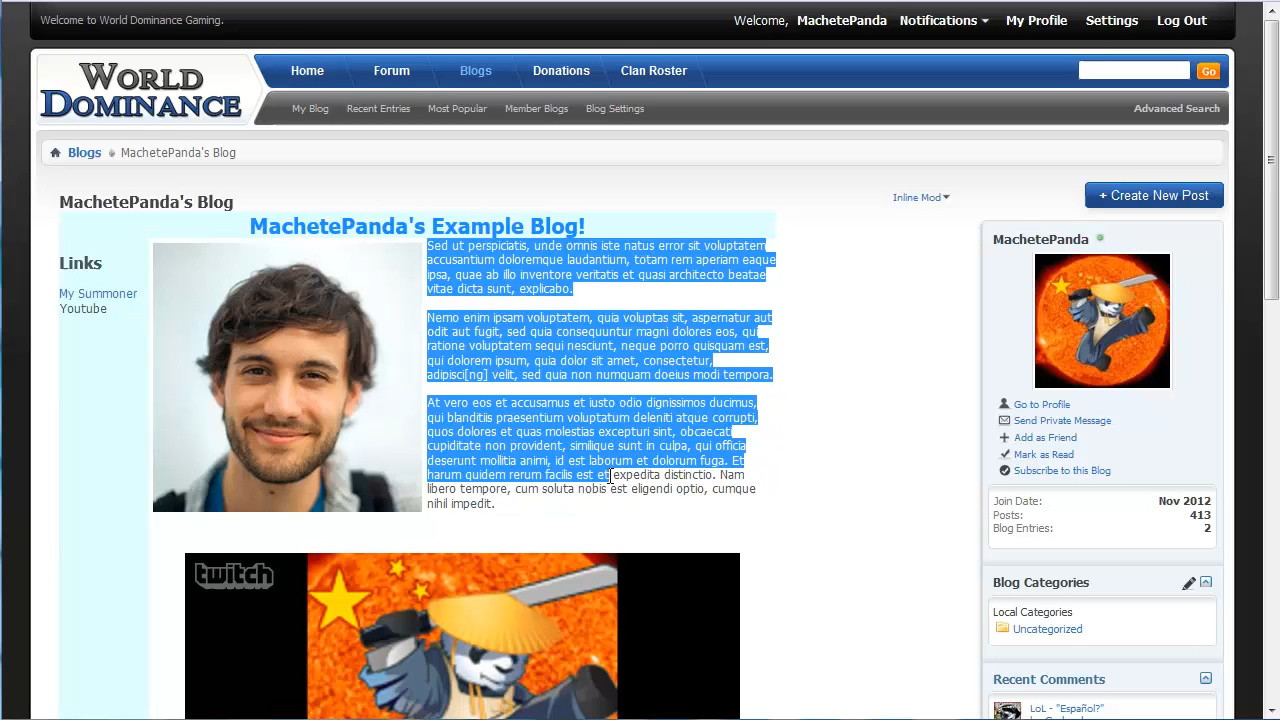 Welcome to World Dominance Gaming.
Welcome, MachetePanda Notifications My Profile Settings Log Out
WORLD
DOMINANCE
Home Forum Blogs Donations Clan Roster
Go
My Blog Recent Entries Most Popular Member Blogs Blog Settings
Advanced Search
Blogs MachetePanda's Blog
MachetePanda's Blog
Inline Mod
+ Create New Post
MachetePanda's Example Blog!
Links
My Summoner
Youtube
Sed ut perspiciatis, unde omnis iste natus error sit voluptatem
accusantium doloremque laudantium, totam rem aperiam eaque
ipsa, quae ab illo inventore veritatis et quasi architecto beatae
vitae dicta sunt, explicabo.
Nemo enim ipsam voluptatem, quia voluptas sit, aspernatur aut
odit aut fugit, sed quia consequuntur magni dolores eos, qui
ratione voluptatem sequi nesciunt, neque porro quisquam est,
qui dolorem ipsum, quia dolor sit amet, consectetur,
adipisci[ng] velit, sed quia non numquam doeius modi tempora.
At vero eos et accusamus et iusto odio dignissimos ducimus,
qui blanditiis praesentium voluptatum deleniti atque corrupti,
quos dolores et quas molestias excepturi sint, obcaecati
cupiditate non provident, similique sunt in culpa, qui officia
deserunt mollitia animi, id est laborum et dolorum fuga. Et
harum quidem rerum facilis est et expedita distinctio. Nam
libero tempore, cum soluta nobis est eligendi optio, cumque
nihil impedit.
twitch
MachetePanda
Go to Profile
Send Private Message
Add as Friend
Mark as Read
Subscribe to this Blog
Join Date: Nov 2012
Posts: 413
Blog Entries: 2
Blog Categories
Local Categories
Uncategorized
Recent Comments
LoL - "Español?"